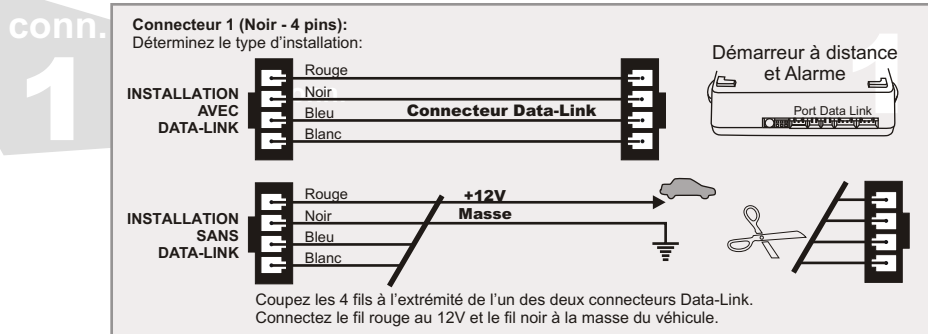 conn.
1
Connecteur 1 (Noir - 4 pins):
Déterminez le type d'installation:
INSTALLATION
AVEC
DATA-LINK
Rouge
Noir
Bleu
Blanc
Connecteur Data-Link
Démarreur à distance
et Alarme
Port Data Link
1
INSTALLATION
SANS
DATA-LINK
Rouge
Noir
Bleu
Blanc
+12V
Masse
Coupez les 4 fils à l'extrémité de l'un des deux connecteurs Data-Link.
Connectez le fil rouge au 12V et le fil noir à la masse du véhicule.